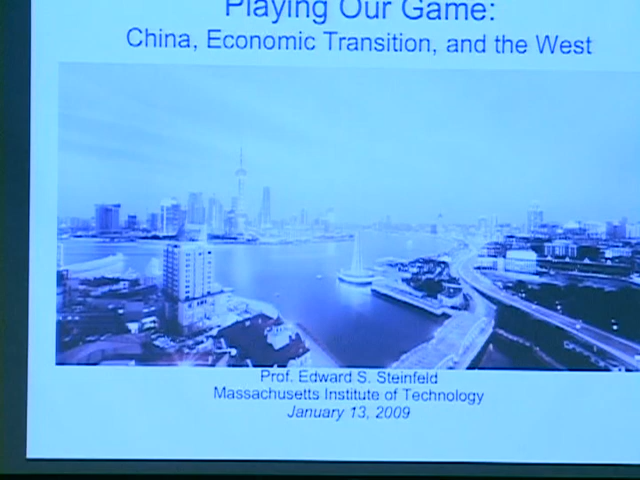 Playing Our Game:
China, Economic Transition, and the West
Prof. Edward S. Steinfeld
Massachusetts Institute of Technology
January 13, 2009